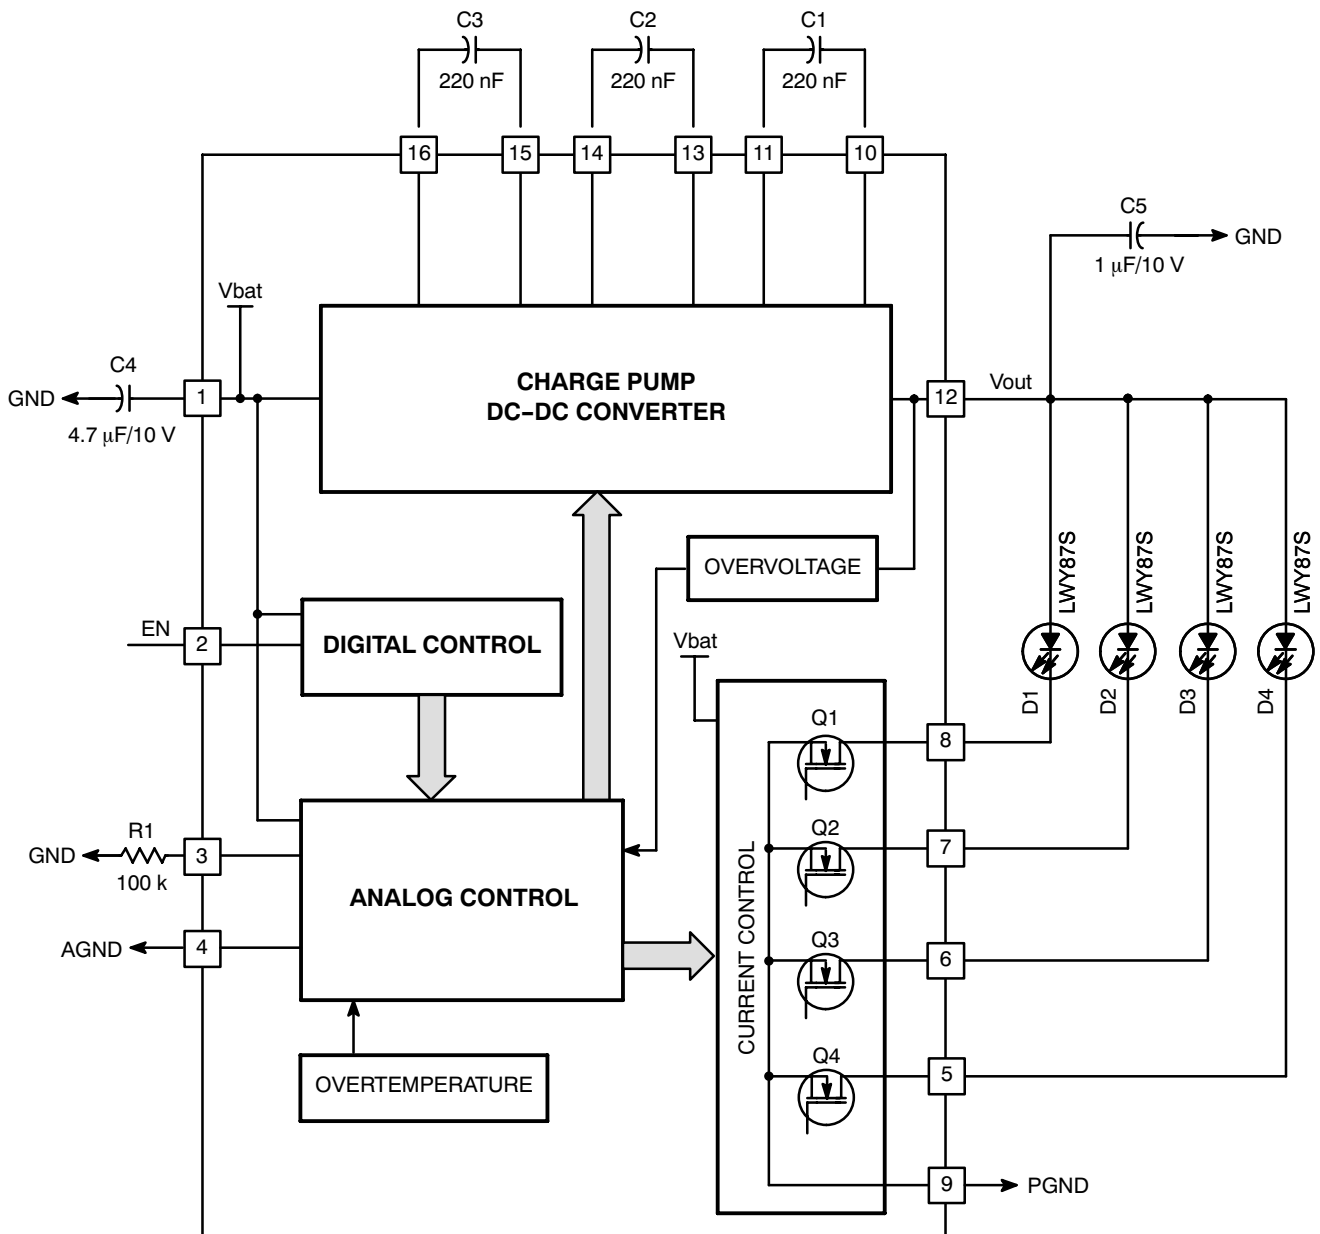 C3
C2
C1
220 nF
220 nF
220 nF
16
15
14
13
11
10
C5
GND
1 µF/10 V
Vbat
C4
GND
1
4.7 µF/10 V
CHARGE PUMP
DC−DC CONVERTER
12
Vout
OVERVOLTAGE
LWY87S
LWY87S
LWY87S
LWY87S
EN
2
DIGITAL CONTROL
Vbat
D1
D2
D3
D4
Q1
8
R1
GND
3
100 k
Q2
7
ANALOG CONTROL
CURRENT CONTROL
AGND
4
Q3
6
OVERTEMPERATURE
Q4
5
9
PGND